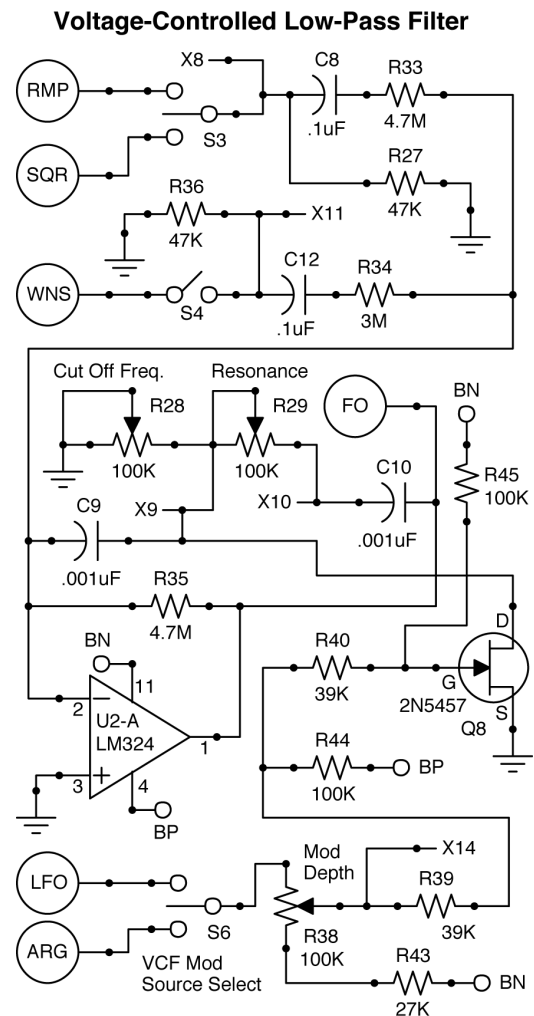 Voltage-Controlled Low-Pass Filter
X8
C8
R33
RMP
.1uF
4.7M
S3
SQR
R27
47K
R36
X11
47K
C12
R34
WNS
S4
.1uF
3M
Cut Off Freq.
Resonance
BN
R28
R29
FO
100K
100K
C10
R45
100K
C9
X9
X10
.001uF
.001uF
R35
4.7M
D
BN
R40
11
G
2
U2-A
LM324
39K
2N5457
S
Q8
1
R44
3
4
BP
100K
BP
Mod
Depth
X14
LFO
R39
S6
R38
100K
39K
ARG
R43
VCF Mod
Source Select
BN
27K